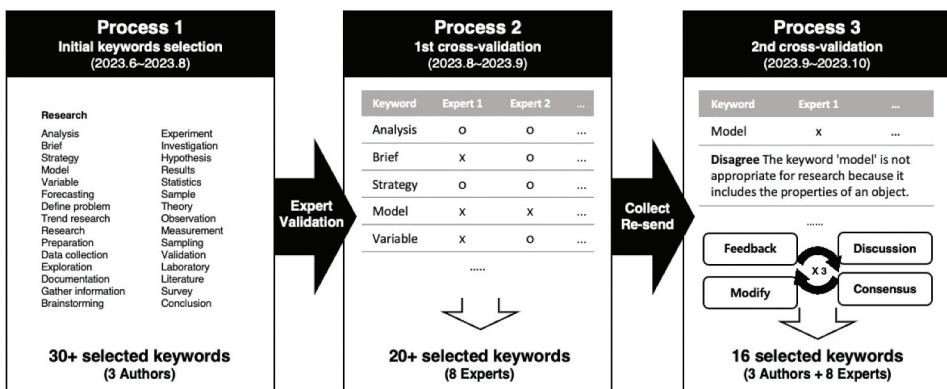 Process 1
Initial keywords selection
(2023.6~2023.8)
Research
Analysis
Brief
Strategy
Model
Variable
Forecasting
Define problem
Trend research
Research
Preparation
Data collection
Exploration
Documentation
Gather information
Brainstorming
Experiment
Investigation
Hypothesis
Results
Statistics
Sample
Theory
Observation
Measurement
Sampling
Validation
Laboratory
Literature
Survey
Conclusion
30+ selected keywords
(3 Authors)
Expert
Validation
Process 2
1st cross-validation
(2023.8~2023.9)
Keyword Expert 1 Expert 2 ...
Analysis o o ...
Brief x o ...
Strategy o o ...
Model x x ...
Variable x o ...
.....
20+ selected keywords
(8 Experts)
Collect
Re-send
Process 3
2nd cross-validation
(2023.9~2023.10)
Keyword Expert 1 ...
Model x ...
Disagree The keyword 'model' is not
appropriate for research because it
includes the properties of an object.
......
Feedback
Discussion
X 3
Modify
Consensus
16 selected keywords
(3 Authors + 8 Experts)